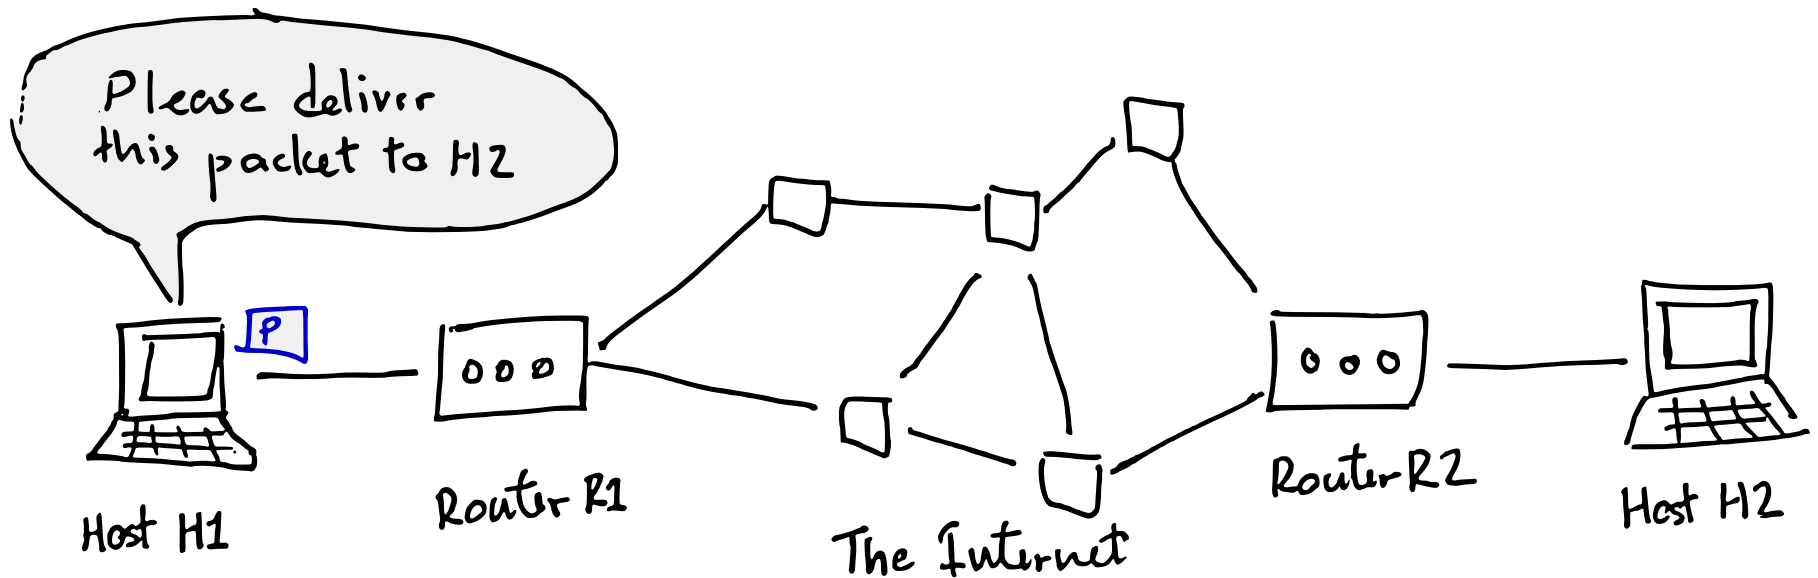 Please deliver
this packet to H2
P
Host H1
Router R1
The Internet
Router R2
Host H2